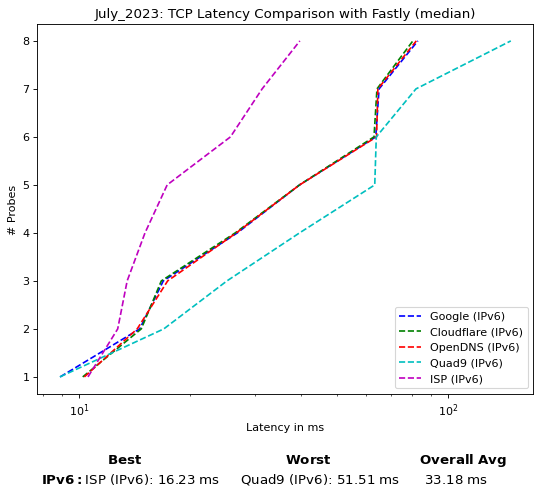 July_2023: TCP Latency Comparison with Fastly (median)
8
7
6
5
4
3
2
1
# Probes
Google (IPv6)
Cloudflare (IPv6)
OpenDNS (IPv6)
Quad9 (IPv6)
ISP (IPv6)
10¹ 10²
Latency in ms
Best Worst Overall Avg
IPv6: ISP (IPv6): 16.23 ms Quad9 (IPv6): 51.51 ms 33.18 ms